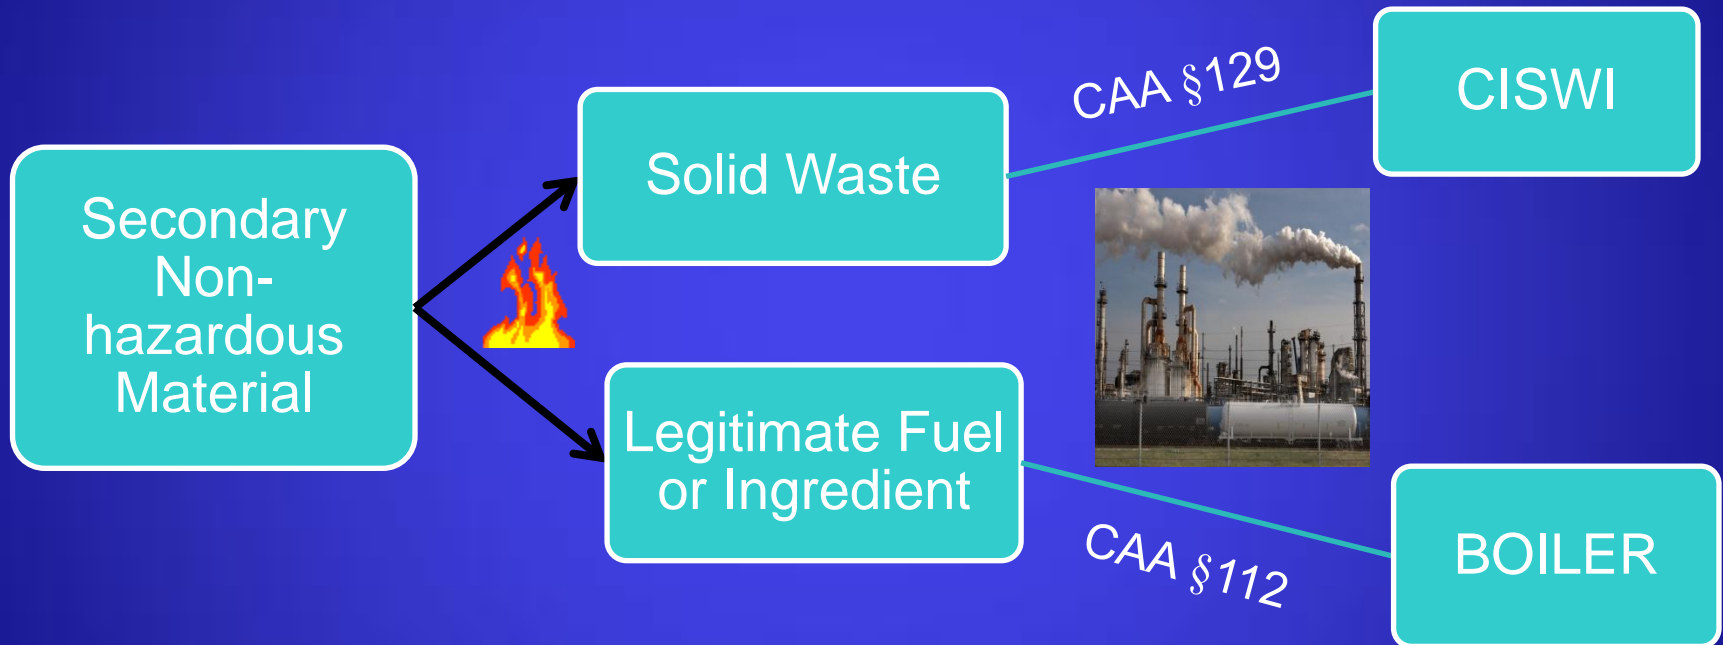 Secondary
Non-
hazardous
Material
Solid Waste
CAA §129
CISWI
Legitimate Fuel
or Ingredient
CAA §112
BOILER